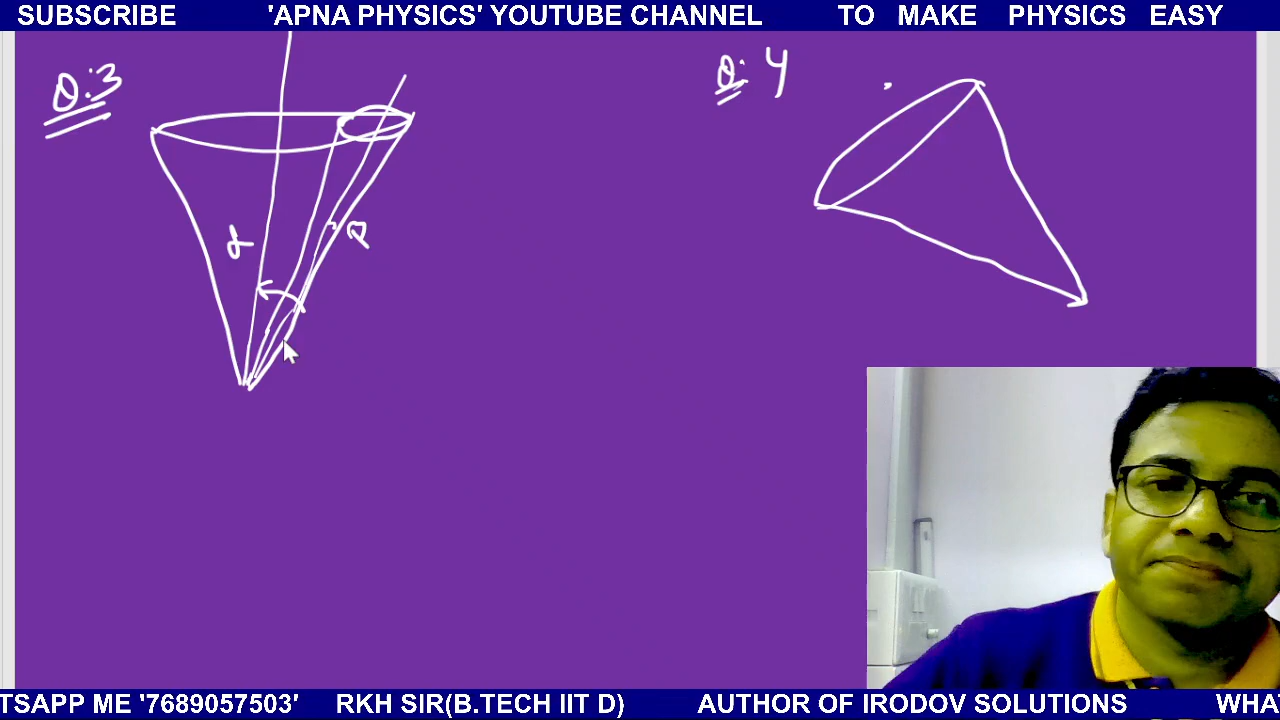 SUBSCRIBE 'APNA PHYSICS' YOUTUBE CHANNEL TO MAKE PHYSICS EASY
Q:3
Q: 4
α
TSAPP ME '7689057503' RKH SIR(B.TECH IIT D) AUTHOR OF IRODOV SOLUTIONS WHA